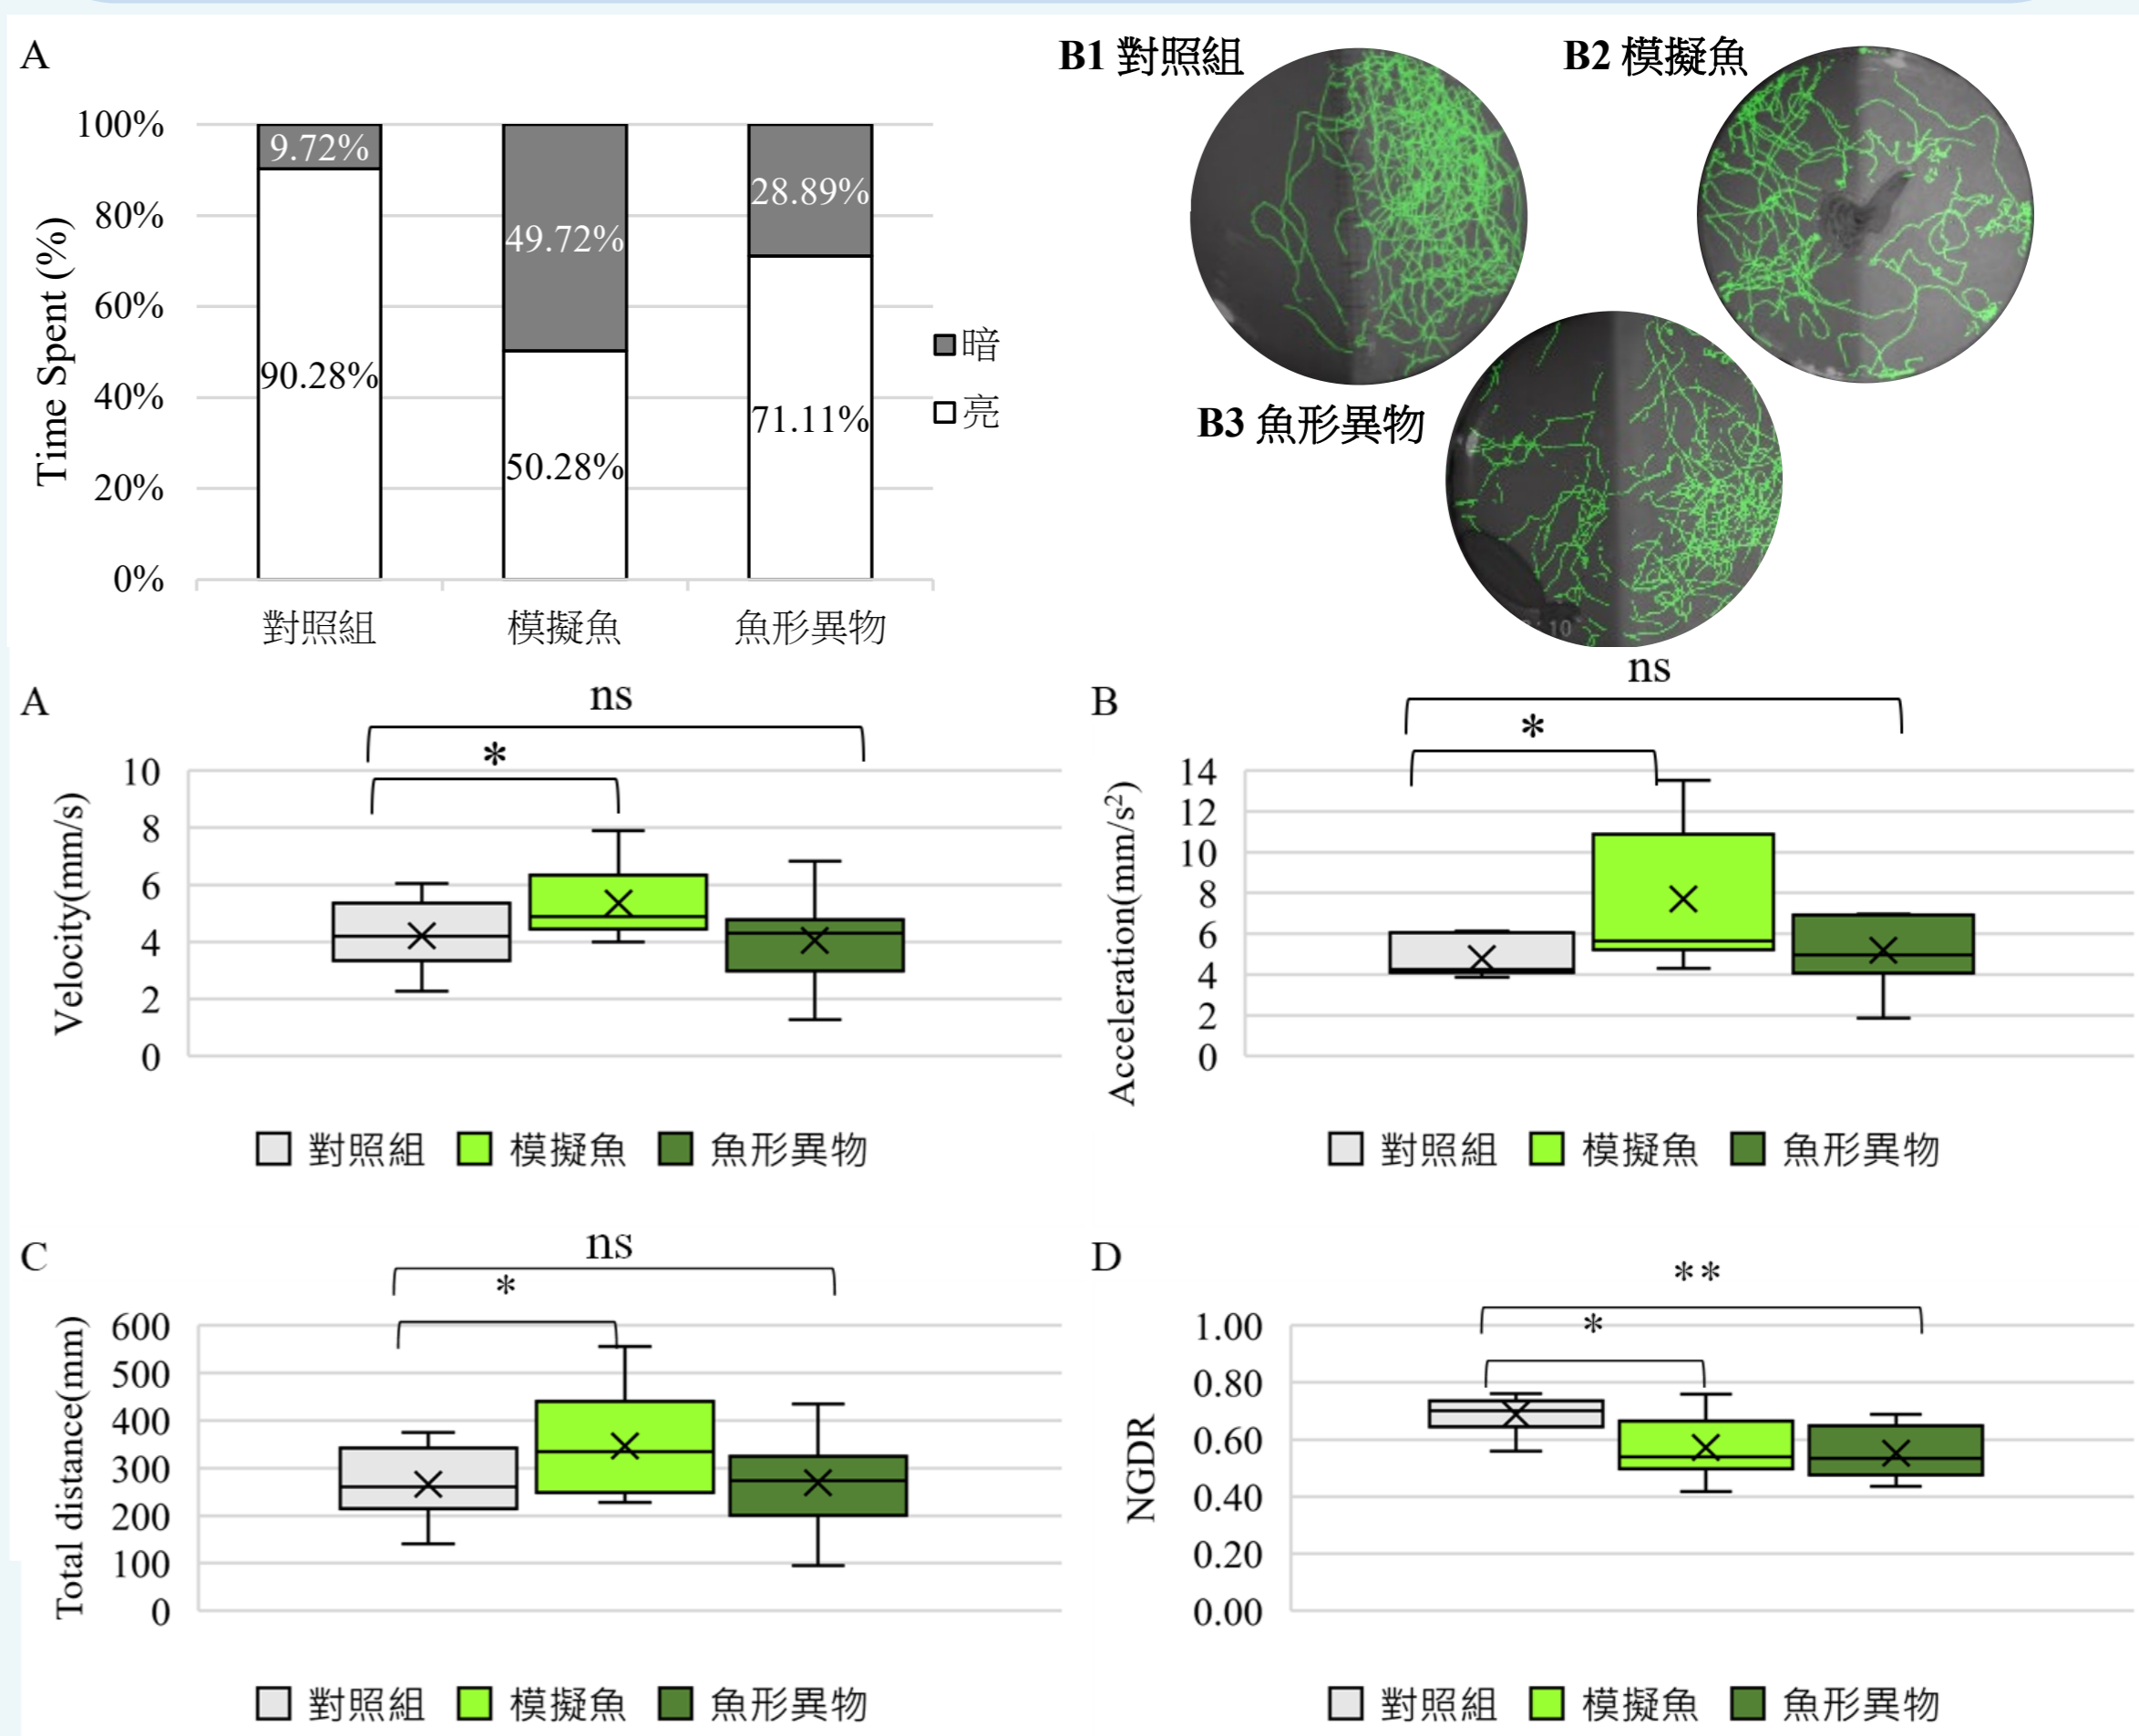 A
100%
80%
60%
40%
20%
0%
Time Spent (%)
9.72%
90.28%
49.72%
50.28%
28.89%
71.11%
暗
亮
對照組
模擬魚
魚形異物
B1 對照組
B2 模擬魚
B3 魚形異物
A
ns
*
10
8
6
4
2
0
Velocity(mm/s)
對照組 模擬魚 魚形異物
B
ns
*
14
12
10
8
6
4
2
0
Acceleration(mm/s²)
對照組 模擬魚 魚形異物
C
ns
*
600
500
400
300
200
100
0
Total distance(mm)
對照組 模擬魚 魚形異物
D
**
*
1.00
0.80
0.60
0.40
0.20
0.00
NGDR
對照組 模擬魚 魚形異物